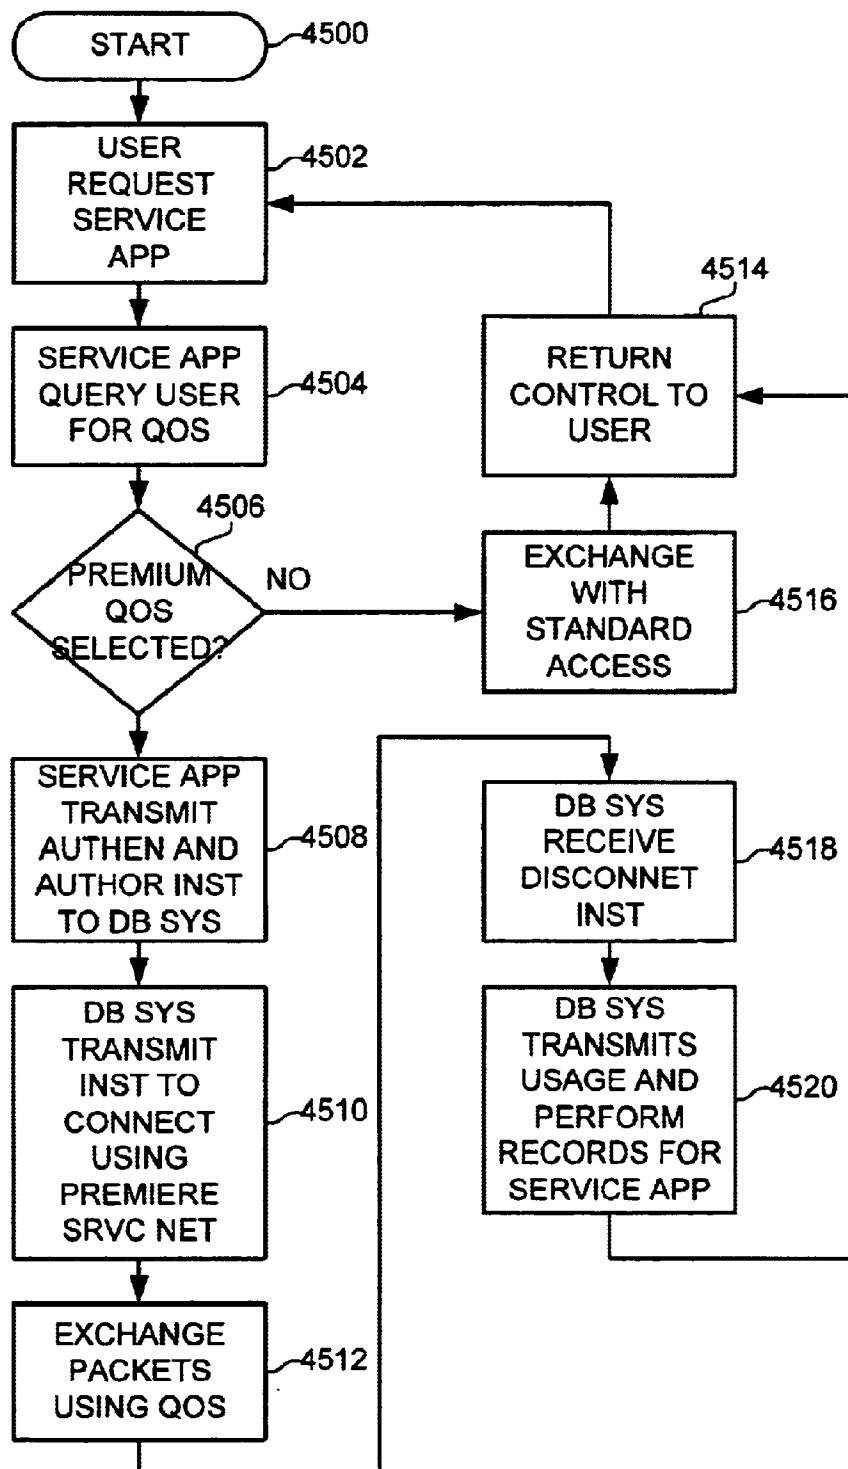 START
4500
USER
REQUEST
SERVICE
APP
4502
SERVICE APP
QUERY USER
FOR QOS
4504
4506
PREMIUM
QOS
SELECTED?
NO
SERVICE APP
TRANSMIT
AUTHEN AND
AUTHOR INST
TO DB SYS
4508
DB SYS
TRANSMIT
INST TO
CONNECT
USING
PREMIERE
SRVC NET
4510
EXCHANGE
PACKETS
USING QOS
4512
4514
RETURN
CONTROL TO
USER
EXCHANGE
WITH
STANDARD
ACCESS
4516
DB SYS
RECEIVE
DISCONNET
INST
4518
DB SYS
TRANSMITS
USAGE AND
PERFORM
RECORDS FOR
SERVICE APP
4520